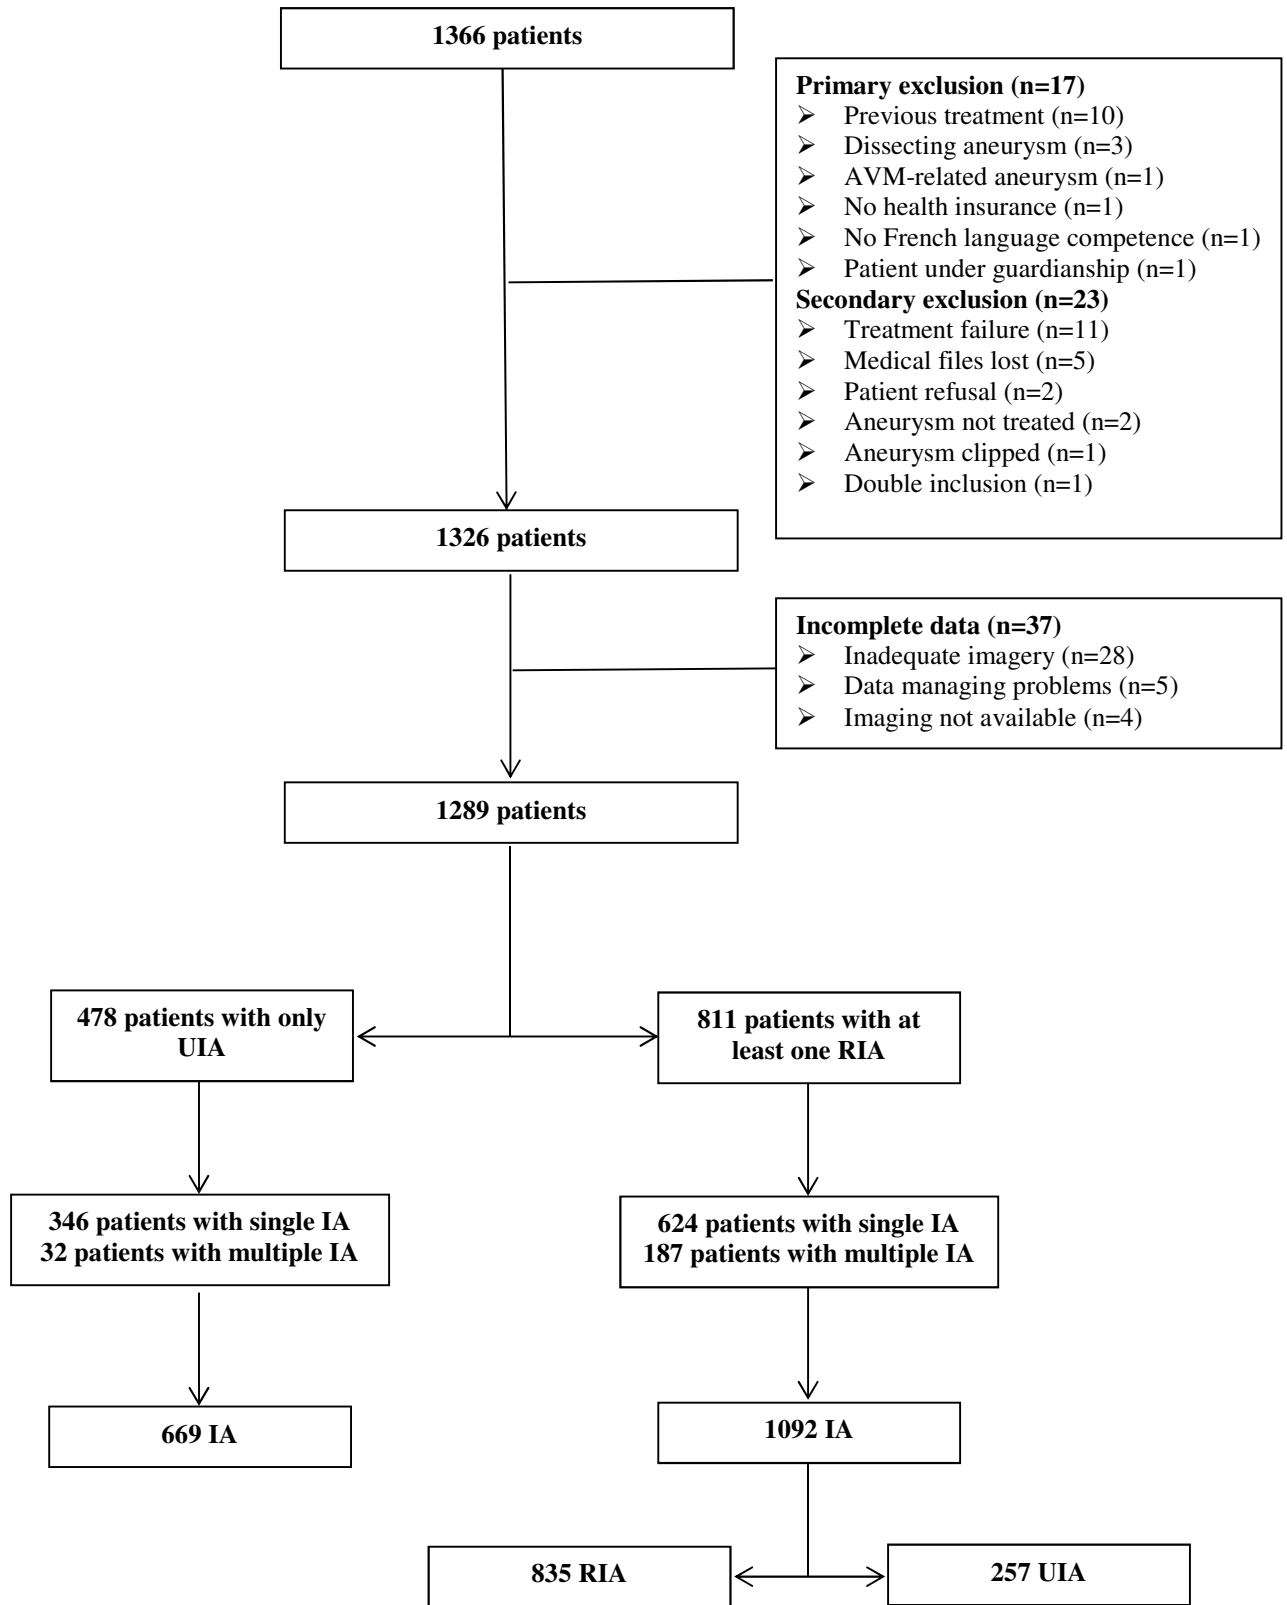 1366 patients
Primary exclusion (n=17)
➢ Previous treatment (n=10)
➢ Dissecting aneurysm (n=3)
➢ AVM-related aneurysm (n=1)
➢ No health insurance (n=1)
➢ No French language competence (n=1)
➢ Patient under guardianship (n=1)
Secondary exclusion (n=23)
➢ Treatment failure (n=11)
➢ Medical files lost (n=5)
➢ Patient refusal (n=2)
➢ Aneurysm not treated (n=2)
➢ Aneurysm clipped (n=1)
➢ Double inclusion (n=1)
1326 patients
Incomplete data (n=37)
➢ Inadequate imagery (n=28)
➢ Data managing problems (n=5)
➢ Imaging not available (n=4)
1289 patients
478 patients with only
UIA
811 patients with at
least one RIA
346 patients with single IA
32 patients with multiple IA
624 patients with single IA
187 patients with multiple IA
669 IA
1092 IA
835 RIA
257 UIA